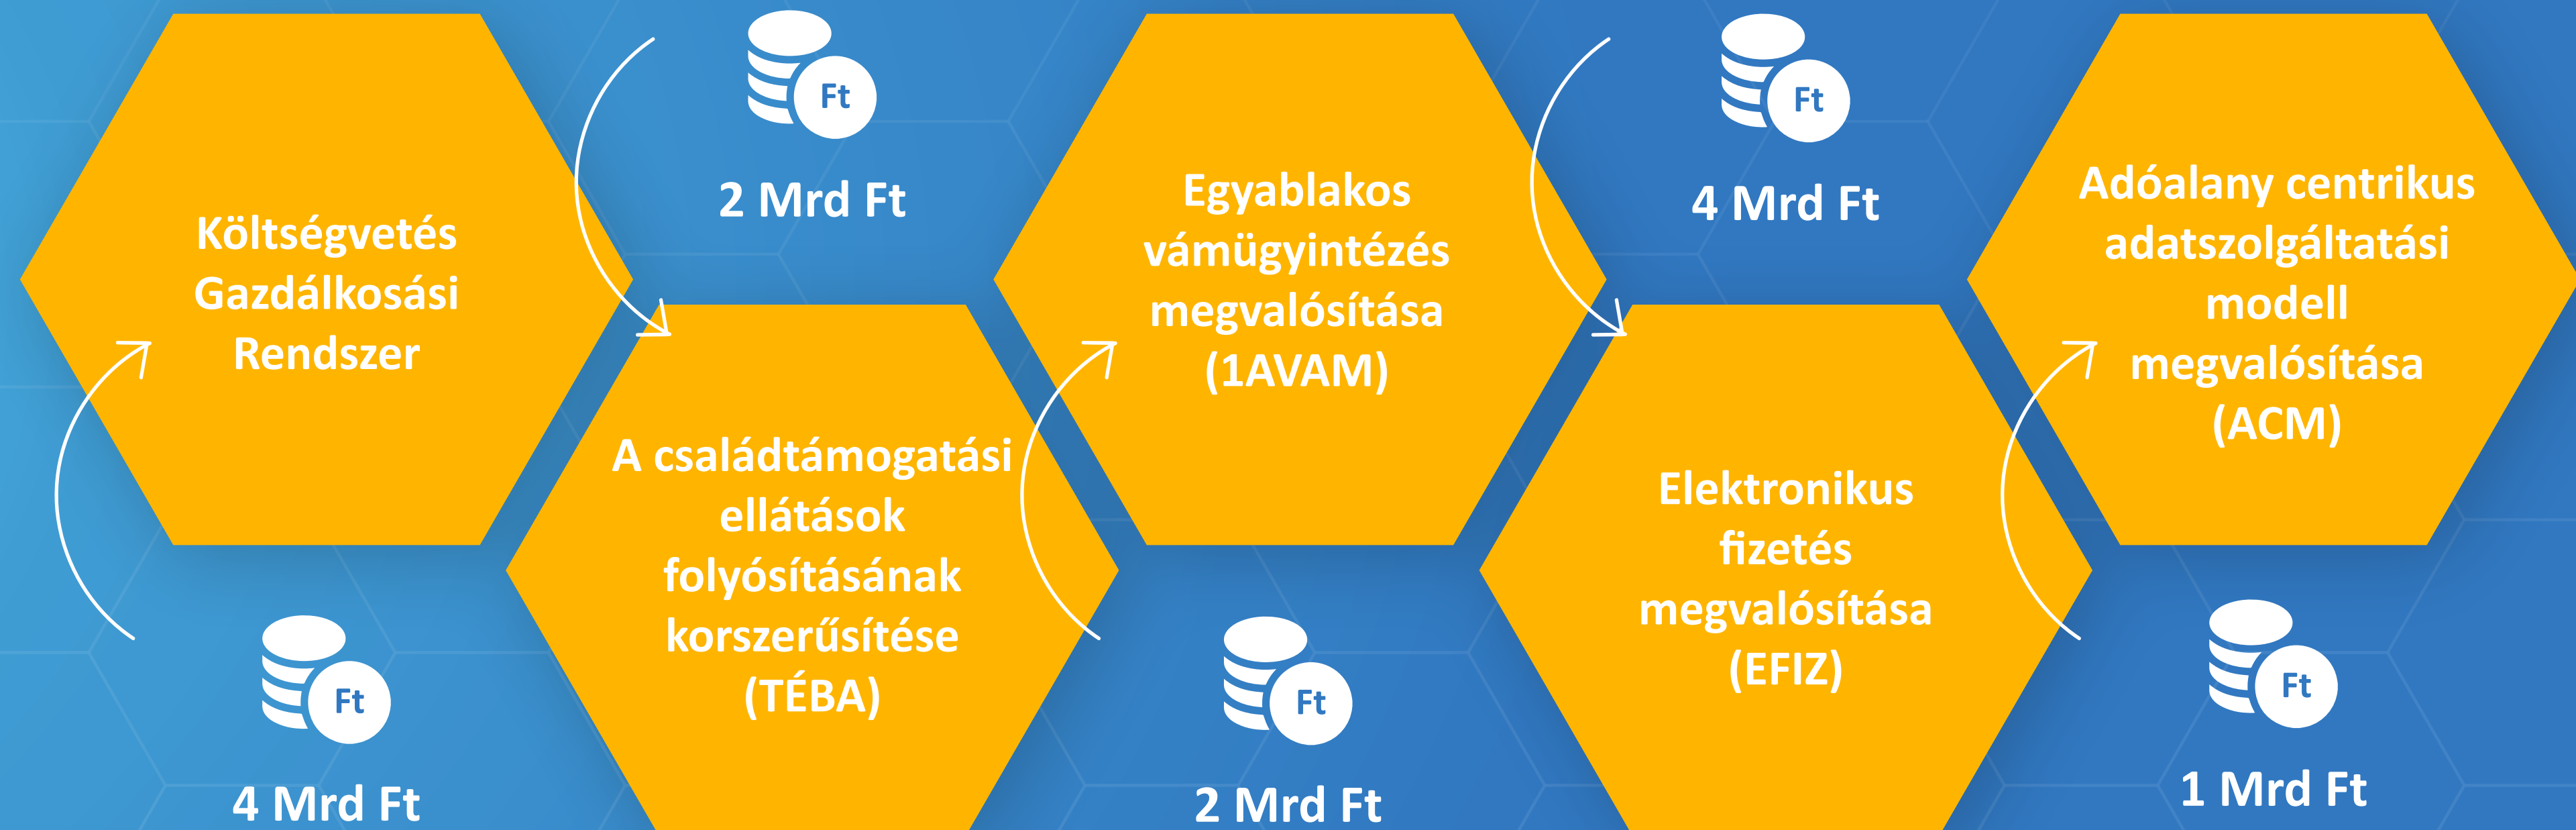 Költségvetés
Gazdálkosási
Rendszer
Ft
4 Mrd Ft
Ft
2 Mrd Ft
A családtámogatási
ellátások
folyósításának
korszerűsítése
(TÉBA)
Egyablakos
vámügyintézés
megvalósítása
(1AVAM)
Ft
2 Mrd Ft
Ft
4 Mrd Ft
Elektronikus
fizetés
megvalósítása
(EFIZ)
Adóalany centrikus
adatszolgáltatási
modell
megvalósítása
(ACM)
Ft
1 Mrd Ft